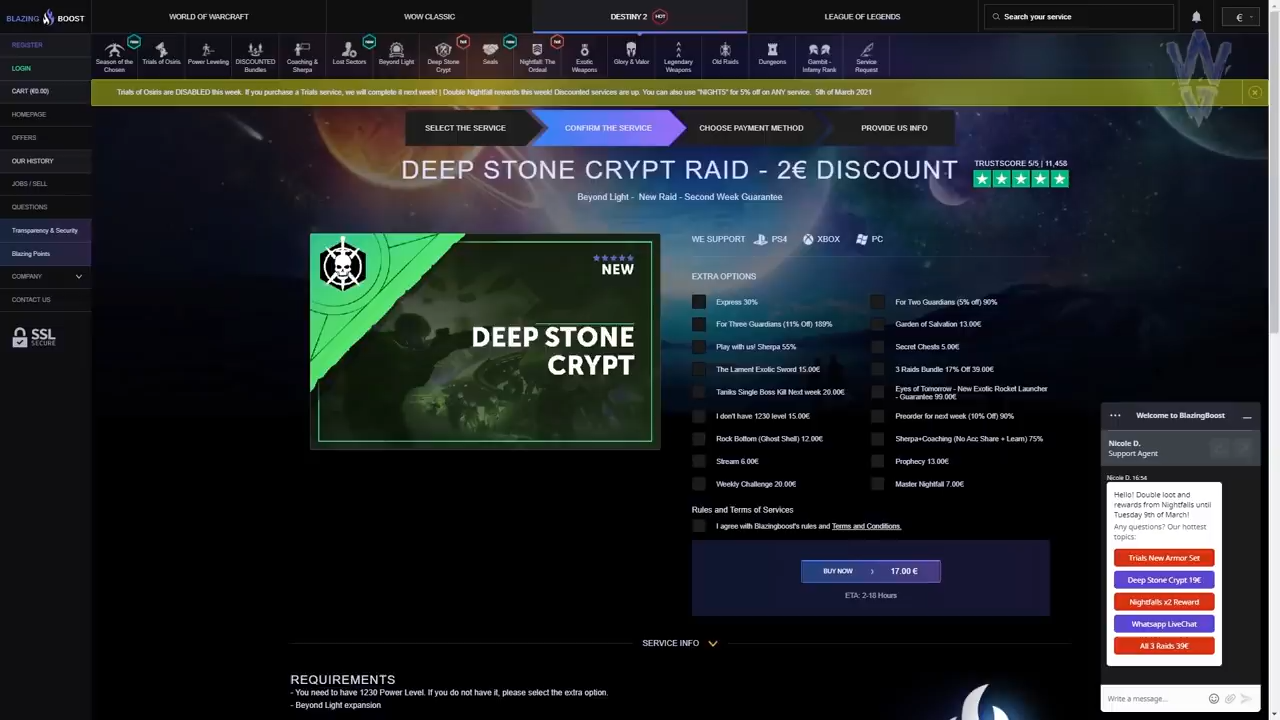 BLAZING BOOST
WORLD OF WARCRAFT
WOW CLASSIC
DESTINY 2 HOT
LEAGUE OF LEGENDS
Search your service
€
REGISTER
LOGIN
CART (€0.00)
HOMEPAGE
OFFERS
OUR HISTORY
JOBS / SELL
QUESTIONS
Transparency & Security
Blazing Points
COMPANY
CONTACT US
SSL
SECURE
new
Season of the
Chosen
Trials of Osiris
Power Leveling
DISCOUNTED
Bundles
Coaching &
Sherpa
new
Lost Sectors
Beyond Light
hot
Deep Stone
Crypt
new
Seals
hot
Nightfall: The
Ordeal
Exotic
Weapons
Glory & Valor
Legendary
Weapons
Old Raids
Dungeons
Gambit -
Infamy Rank
Service
Request
Trials of Osiris are DISABLED this week. If you purchase a Trials service, we will complete it next week! | Double Nightfall rewards this week! Discounted services are up. You can also use "NIGHT5" for 5% off on ANY service. 5th of March 2021
SELECT THE SERVICE
CONFIRM THE SERVICE
CHOOSE PAYMENT METHOD
PROVIDE US INFO
DEEP STONE CRYPT RAID - 2€ DISCOUNT
TRUSTSCORE 5/5 | 11,458
Beyond Light - New Raid - Second Week Guarantee
NEW
DEEP STONE
CRYPT
WE SUPPORT PS4 XBOX PC
EXTRA OPTIONS
Express 30%
For Two Guardians (5% off) 90%
For Three Guardians (11% Off) 189%
Garden of Salvation 13.00€
Play with us! Sherpa 55%
Secret Chests 5.00€
The Lament Exotic Sword 15.00€
3 Raids Bundle 17% Off 39.00€
Taniks Single Boss Kill Next week 20.00€
Eyes of Tomorrow - New Exotic Rocket Launcher
- Guarantee 99.00€
I don't have 1230 level 15.00€
Preorder for next week (10% Off) 90%
Rock Bottom (Ghost Shell) 12.00€
Sherpa+Coaching (No Acc Share + Learn) 75%
Stream 6.00€
Prophecy 13.00€
Weekly Challenge 20.00€
Master Nightfall 7.00€
Rules and Terms of Services
I agree with Blazingboost's rules and Terms and Conditions.
BUY NOW › 17.00 €
ETA: 2-18 Hours
SERVICE INFO
REQUIREMENTS
- You need to have 1230 Power Level. If you do not have it, please select the extra option.
- Beyond Light expansion
Welcome to BlazingBoost
Nicole D.
Support Agent
Nicole D. 16:54
Hello! Double loot and
rewards from Nightfalls until
Tuesday 9th of March!
Any questions? Our hottest
topics:
Trials New Armor Set
Deep Stone Crypt 19€
Nightfalls x2 Reward
Whatsapp LiveChat
All 3 Raids 39€
Write a message...